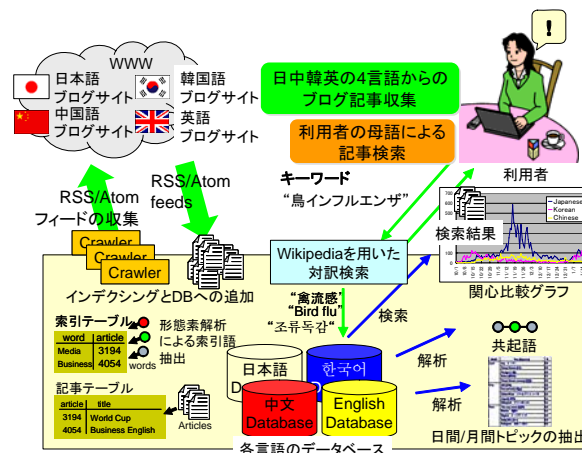 WWW
日本語
ブログサイト
韓国語
ブログサイト
中国語
ブログサイト
英語
ブログサイト
日中韓英の4言語からの
ブログ記事収集
利用者の母語による
記事検索
!
利用者
RSS/Atom
フィードの収集
RSS/Atom
feeds
キーワード
“鳥インフルエンザ”
Crawler
Crawler
Crawler
Wikipediaを用いた
対訳検索
検索結果
Japanese
Korean
Chinese
関心比較グラフ
インデクシングとDBへの追加
“禽流感”
“Bird flu”
“조류독감”
検索
索引テーブル
word article
Media 3194
Business 4054
形態素解析
による索引語
抽出
words
記事テーブル
article title
3194 World Cup
4054 Business English
Articles
日本語
한국어
中文
Database
English
Database
各言語のデータベース
解析
解析
共起語
日間/月間トピックの抽出